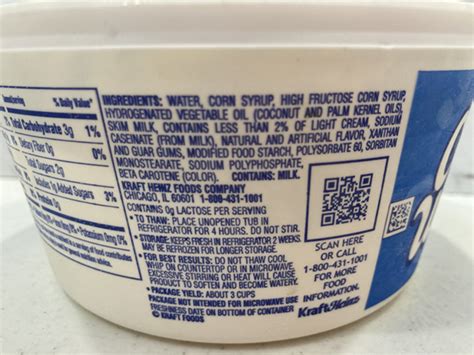 % Daily Value*
Total Carbohydrate 3g 1%
Dietary Fiber 0g 0%
Total Sugars 2g
Added Sugars 3%
Potassium 0mg 0%
INGREDIENTS: WATER, CORN SYRUP, HIGH FRUCTOSE CORN SYRUP,
HYDROGENATED VEGETABLE OIL (COCONUT AND PALM KERNEL OILS),
SKIM MILK, CONTAINS LESS THAN 2% OF LIGHT CREAM, SODIUM
CASEINATE (FROM MILK), NATURAL AND ARTIFICIAL FLAVOR, XANTHAN
AND GUAR GUMS, MODIFIED FOOD STARCH, POLYSORBATE 60, SORBITAN
MONOSTEARATE, SODIUM POLYPHOSPHATE,
BETA CAROTENE (COLOR). CONTAINS: MILK.
KRAFT HEINZ FOODS COMPANY
CHICAGO, IL 60601 1-800-431-1001
CONTAINS 0g LACTOSE PER SERVING
• TO THAW: PLACE UNOPENED TUB IN
REFRIGERATOR FOR 4 HOURS. DO NOT STIR.
• STORAGE: KEEPS FRESH IN REFRIGERATOR 2 WEEKS
MAY BE REFROZEN FOR LONGER STORAGE.
• FOR BEST RESULTS: DO NOT THAW COOL
WHIP ON COUNTERTOP OR IN MICROWAVE,
EXCESSIVE STIRRING OR HEAT WILL CAUSE
PRODUCT TO SOFTEN AND BECOME WATERY.
• PACKAGE YIELD: ABOUT 3 CUPS
PACKAGE NOT INTENDED FOR MICROWAVE USE
FRESHNESS DATE ON BOTTOM OF CONTAINER
© KRAFT FOODS
SCAN HERE
OR CALL
1-800-431-1001
FOR MORE
FOOD
INFORMATION.
KraftHeinz